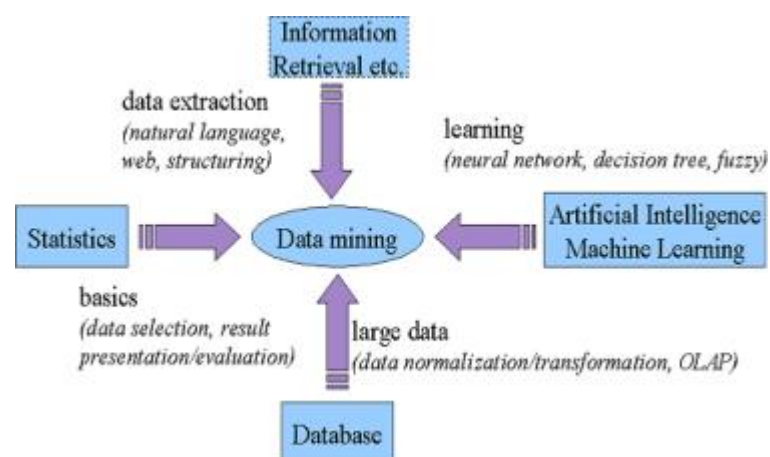 Information
Retrieval etc.
data extraction
(natural language,
web, structuring)
learning
(neural network, decision tree, fuzzy)
Statistics
Data mining
Artificial Intelligence
Machine Learning
basics
(data selection, result
presentation/evaluation)
large data
(data normalization/transformation, OLAP)
Database